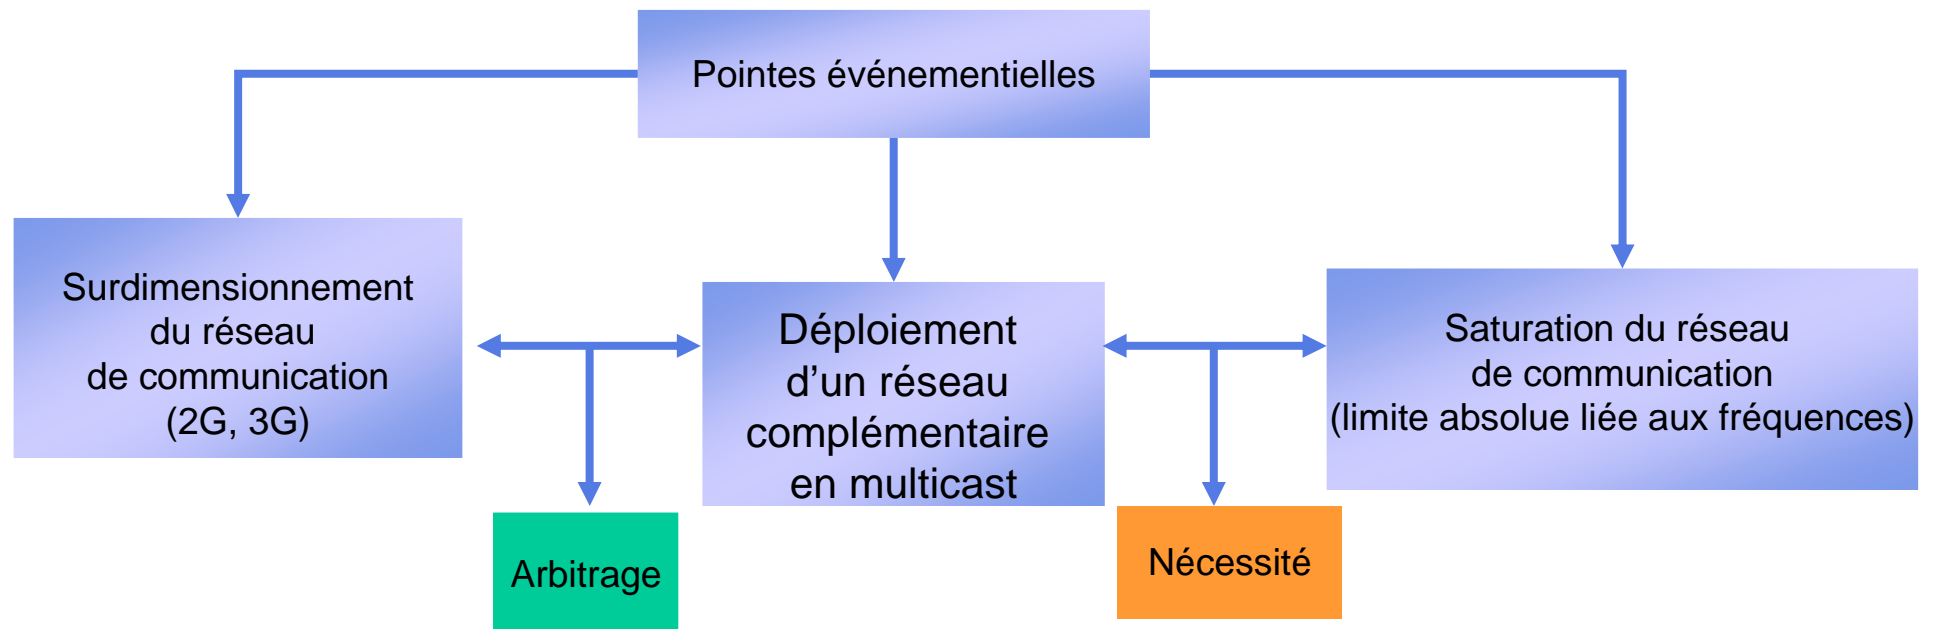 Pointes événementielles
Surdimensionnement
du réseau
de communication
(2G, 3G)
Déploiement
d’un réseau
complémentaire
en multicast
Saturation du réseau
de communication
(limite absolue liée aux fréquences)
Arbitrage
Nécessité